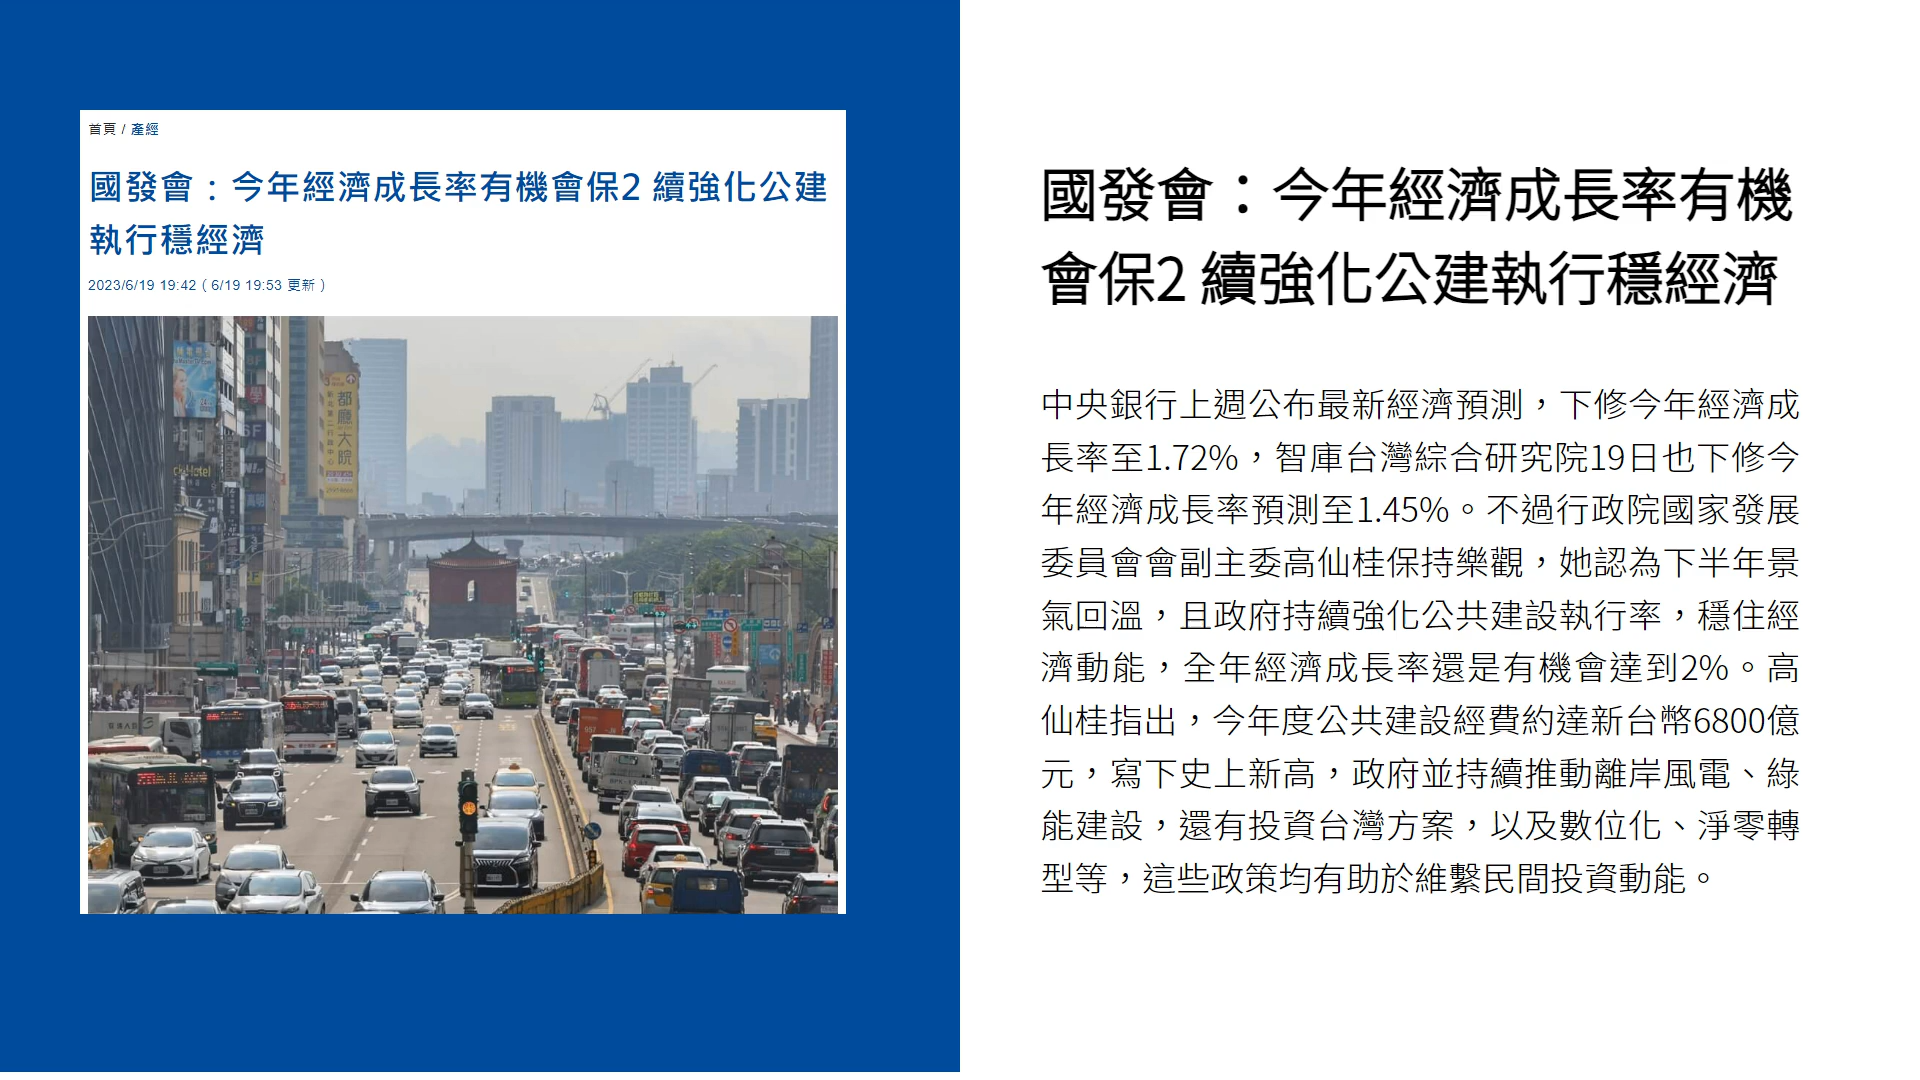 首頁 / 產經
國發會：今年經濟成長率有機會保2 續強化公建
執行穩經濟
2023/6/19 19:42（6/19 19:53 更新）
都廳大院
國發會：今年經濟成長率有機
會保2 續強化公建執行穩經濟
中央銀行上週公布最新經濟預測，下修今年經濟成
長率至1.72%，智庫台灣綜合研究院19日也下修今
年經濟成長率預測至1.45%。不過行政院國家發展
委員會會副主委高仙桂保持樂觀，她認為下半年景
氣回溫，且政府持續強化公共建設執行率，穩住經
濟動能，全年經濟成長率還是有機會達到2%。高
仙桂指出，今年度公共建設經費約達新台幣6800億
元，寫下史上新高，政府並持續推動離岸風電、綠
能建設，還有投資台灣方案，以及數位化、淨零轉
型等，這些政策均有助於維繫民間投資動能。